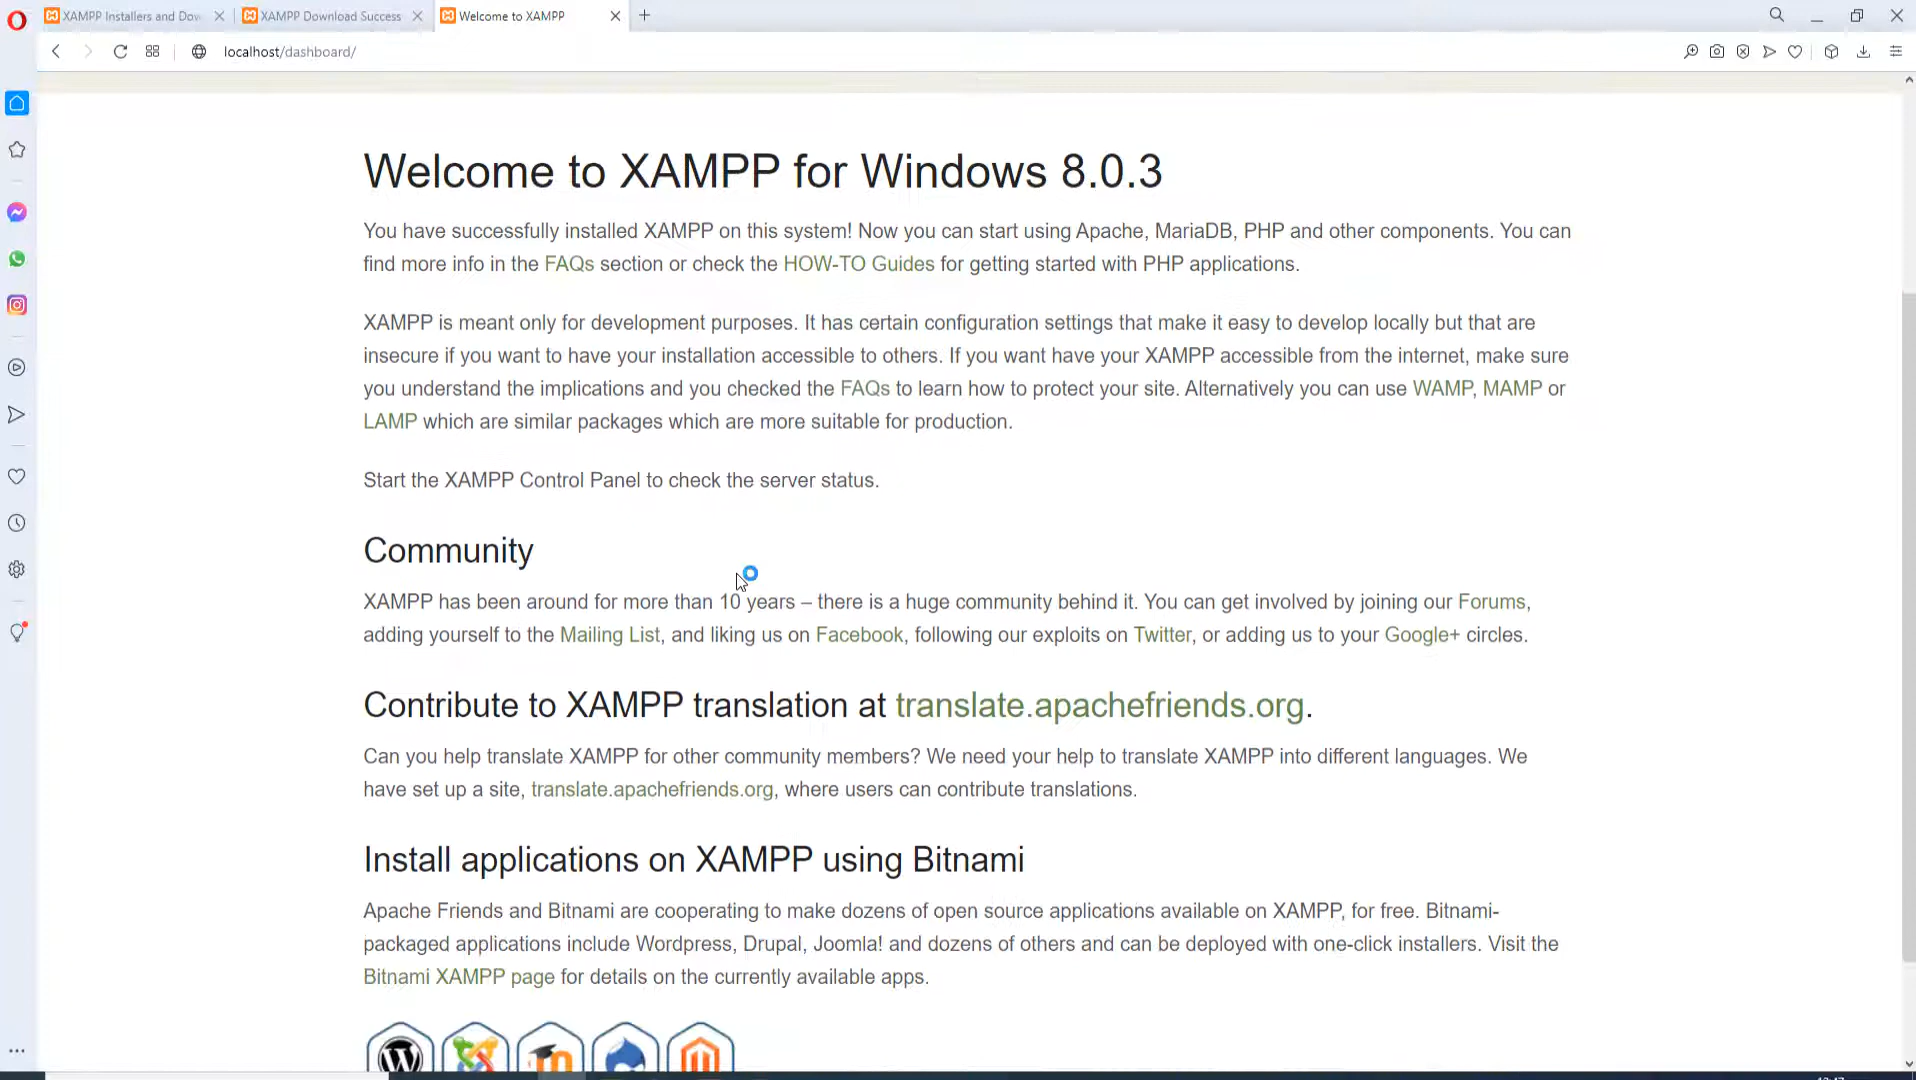 XAMPP Installers and Dow
XAMPP Download Success
Welcome to XAMPP
localhost/dashboard/
Welcome to XAMPP for Windows 8.0.3
You have successfully installed XAMPP on this system! Now you can start using Apache, MariaDB, PHP and other components. You can
find more info in the FAQs section or check the HOW-TO Guides for getting started with PHP applications.
XAMPP is meant only for development purposes. It has certain configuration settings that make it easy to develop locally but that are
insecure if you want to have your installation accessible to others. If you want have your XAMPP accessible from the internet, make sure
you understand the implications and you checked the FAQs to learn how to protect your site. Alternatively you can use WAMP, MAMP or
LAMP which are similar packages which are more suitable for production.
Start the XAMPP Control Panel to check the server status.
Community
XAMPP has been around for more than 10 years – there is a huge community behind it. You can get involved by joining our Forums,
adding yourself to the Mailing List, and liking us on Facebook, following our exploits on Twitter, or adding us to your Google+ circles.
Contribute to XAMPP translation at translate.apachefriends.org.
Can you help translate XAMPP for other community members? We need your help to translate XAMPP into different languages. We
have set up a site, translate.apachefriends.org, where users can contribute translations.
Install applications on XAMPP using Bitnami
Apache Friends and Bitnami are cooperating to make dozens of open source applications available on XAMPP, for free. Bitnami-
packaged applications include Wordpress, Drupal, Joomla! and dozens of others and can be deployed with one-click installers. Visit the
Bitnami XAMPP page for details on the currently available apps.